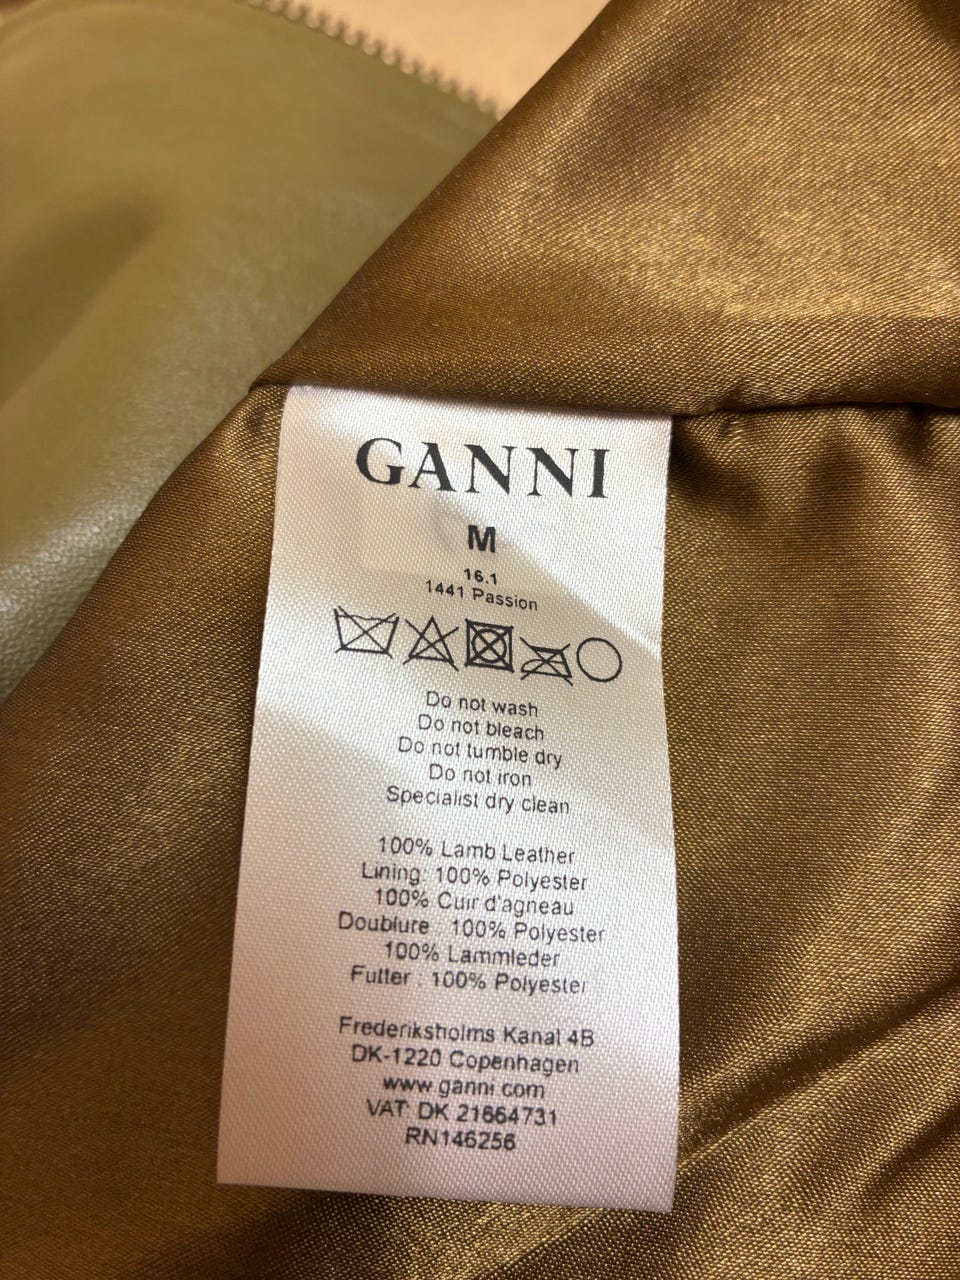 GANNI
M
16.1
1441 Passion
Do not wash
Do not bleach
Do not tumble dry
Do not iron
Specialist dry clean
100% Lamb Leather
Lining: 100% Polyester
100% Cuir d'agneau
Doublure : 100% Polyester
100% Lammleder
Futter : 100% Polyester
Frederiksholms Kanal 4B
DK-1220 Copenhagen
www.ganni.com
VAT: DK 21664731
RN146256